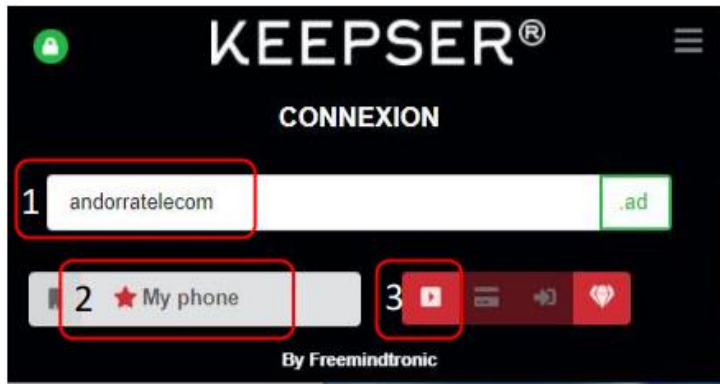 KEEPSER®
CONNEXION
1 andorratelecom .ad
2 My phone 3
By Freemindtronic